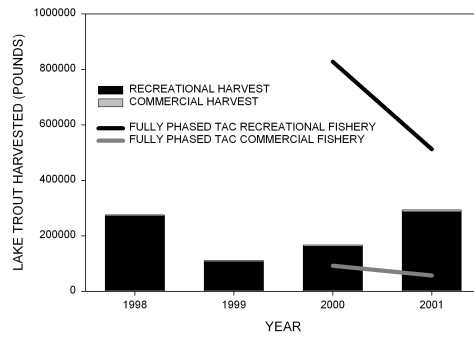 1000000
800000
600000
400000
200000
0
LAKE TROUT HARVESTED (POUNDS)
RECREATIONAL HARVEST
COMMERCIAL HARVEST
FULLY PHASED TAC RECREATIONAL FISHERY
FULLY PHASED TAC COMMERCIAL FISHERY
1998 1999 2000 2001
YEAR